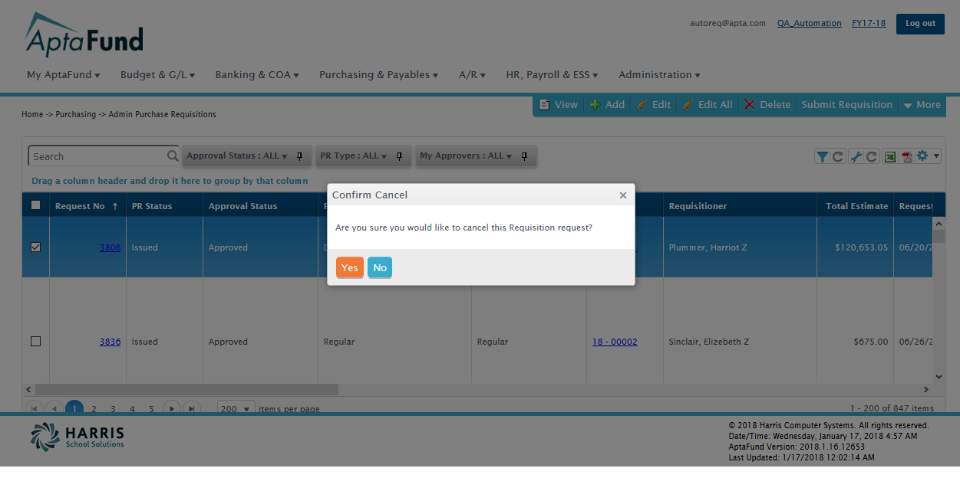 AptaFund
autoreq@apta.com QA_Automation FY17-18 Log out
My AptaFund Budget & G/L Banking & COA Purchasing & Payables A/R HR, Payroll & ESS Administration
Home -> Purchasing -> Admin Purchase Requisitions
View Add Edit Edit All Delete Submit Requisition More
Search Approval Status : ALL PR Type : ALL My Approvers : ALL
Drag a column header and drop it here to group by that column
Request No ↑ PR Status Approval Status Requisitioner Total Estimate Request
Confirm Cancel ×
Are you sure you would like to cancel this Requisition request?
Yes No
3806 Issued Approved Plummer, Harriot Z $120,653.05 06/20/2
3836 Issued Approved Regular Regular 18 - 00002 Sinclair, Elizebeth Z $675.00 06/26/2
1 2 3 4 5 200 items per page 1 - 200 of 847 items
HARRIS
School Solutions
© 2018 Harris Computer Systems. All rights reserved.
Date/Time: Wednesday, January 17, 2018 4:57 AM
AptaFund Version: 2018.1.16.12653
Last Updated: 1/17/2018 12:02:14 AM